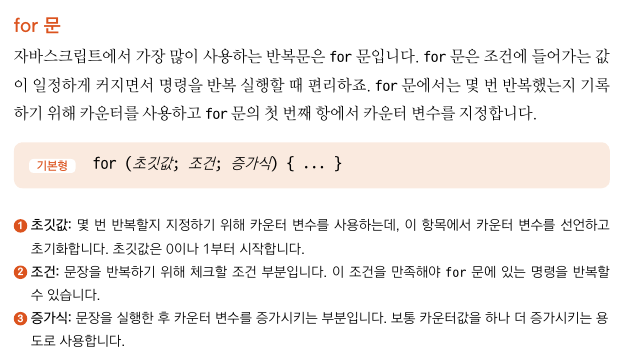 for 문
자바스크립트에서 가장 많이 사용하는 반복문은 for 문입니다. for 문은 조건에 들어가는 값
이 일정하게 커지면서 명령을 반복 실행할 때 편리하죠. for 문에서는 몇 번 반복했는지 기록
하기 위해 카운터를 사용하고 for 문의 첫 번째 항에서 카운터 변수를 지정합니다.
기본형 for (초깃값; 조건; 증가식) { ... }
1 초깃값: 몇 번 반복할지 지정하기 위해 카운터 변수를 사용하는데, 이 항목에서 카운터 변수를 선언하고
초기화합니다. 초깃값은 0이나 1부터 시작합니다.
2 조건: 문장을 반복하기 위해 체크할 조건 부분입니다. 이 조건을 만족해야 for 문에 있는 명령을 반복할
수 있습니다.
3 증가식: 문장을 실행한 후 카운터 변수를 증가시키는 부분입니다. 보통 카운터값을 하나 더 증가시키는 용
도로 사용합니다.